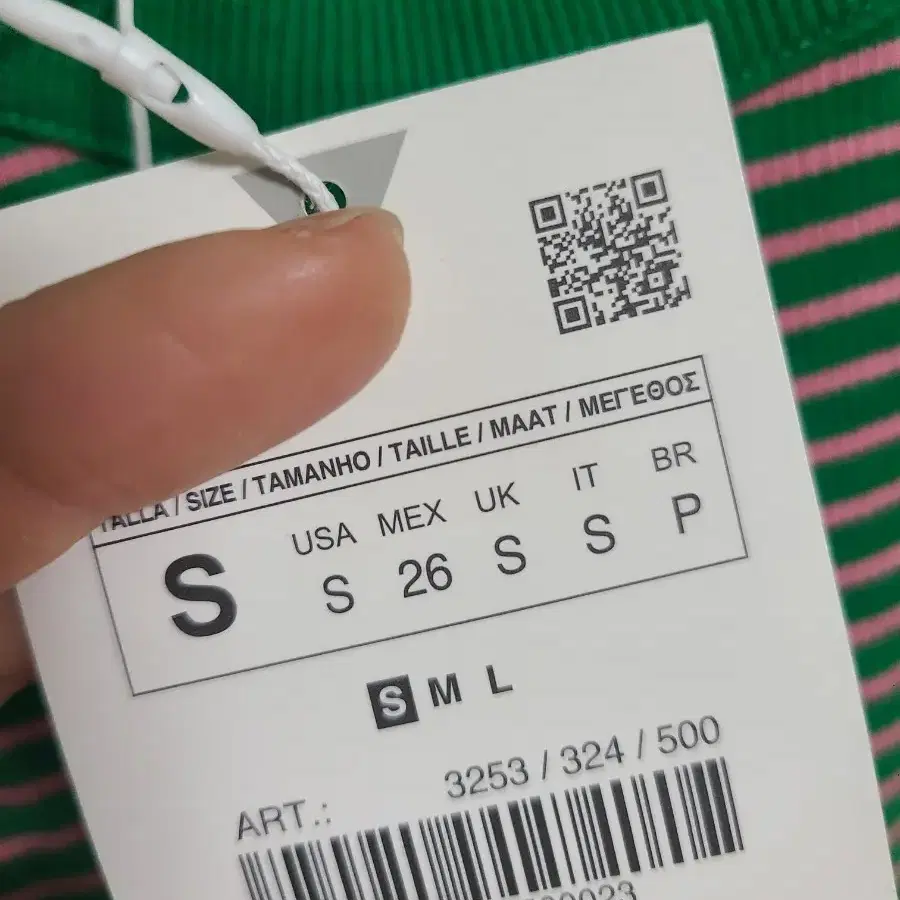 TALLA / SIZE / TAMANHO / TAILLE / MAAT / ΜΕΓΕΘΟΣ
USA MEX UK IT BR
S S 26 S S P
S M L
3253 / 324 / 500
ART.: